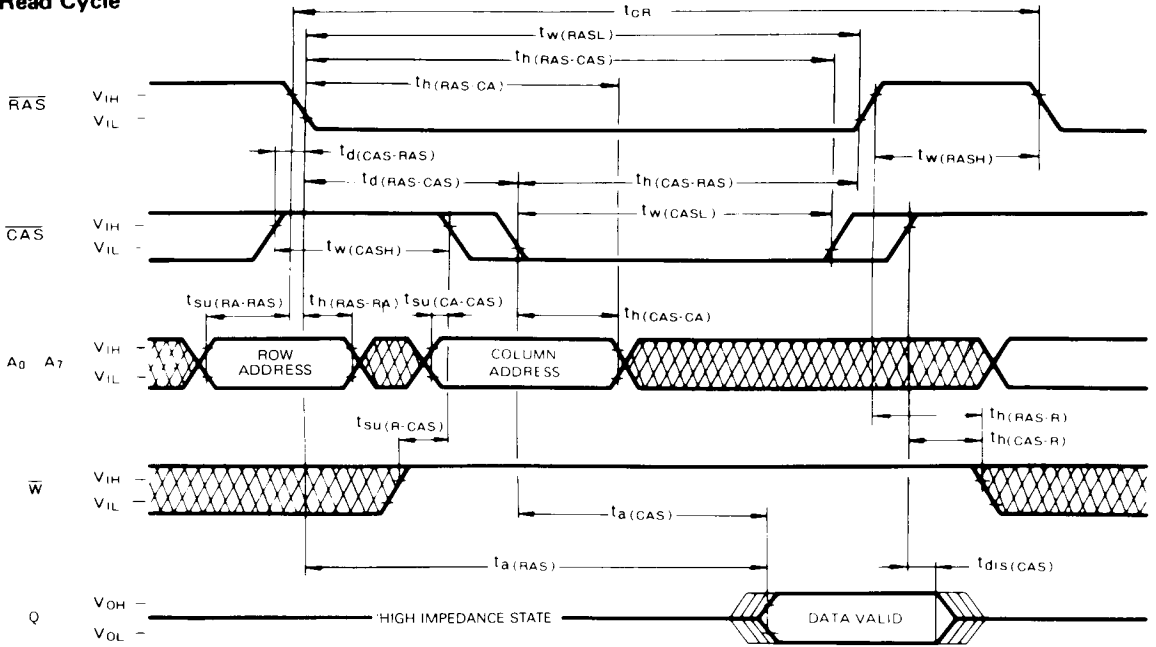 Read Cycle
tCR
tW(RASL)
th(RAS-CAS)
th(RAS-CA)
RAS
VIH
VIL
td(CAS-RAS)
tW(RASH)
td(RAS-CAS)
th(CAS-RAS)
tW(CASL)
CAS
VIH
VIL
tW(CASH)
tSU(RA-RAS)
th(RAS-RA)
tSU(CA-CAS)
th(CAS-CA)
A0 A7
VIH
VIL
ROW
ADDRESS
COLUMN
ADDRESS
tSU(R-CAS)
th(RAS-R)
th(CAS-R)
W
VIH
VIL
ta(CAS)
ta(RAS)
tDIS(CAS)
Q
VOH
VOL
HIGH IMPEDANCE STATE
DATA VALID